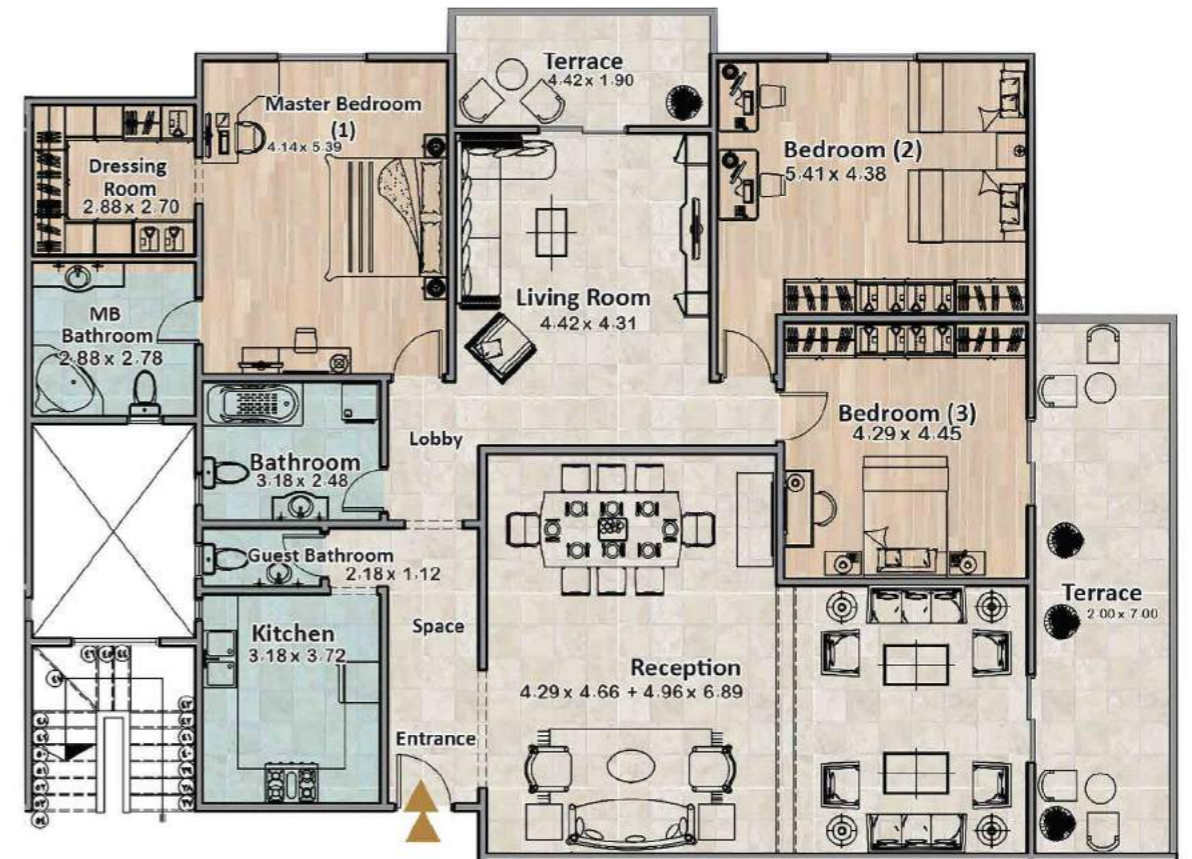 Terrace
4.42 x 1.90
Master Bedroom
(1)
4.14 x 5.39
Dressing
Room
2.88 x 2.70
Bedroom (2)
5.41 x 4.38
Living Room
4.42 x 4.31
MB
Bathroom
2.88 x 2.78
Bedroom (3)
4.29 x 4.45
Lobby
Bathroom
3.18 x 2.48
Guest Bathroom
2.18 x 1.12
Terrace
2.00 x 7.00
Space
Kitchen
3.18 x 3.72
Reception
4.29 x 4.66 + 4.96 x 6.89
Entrance